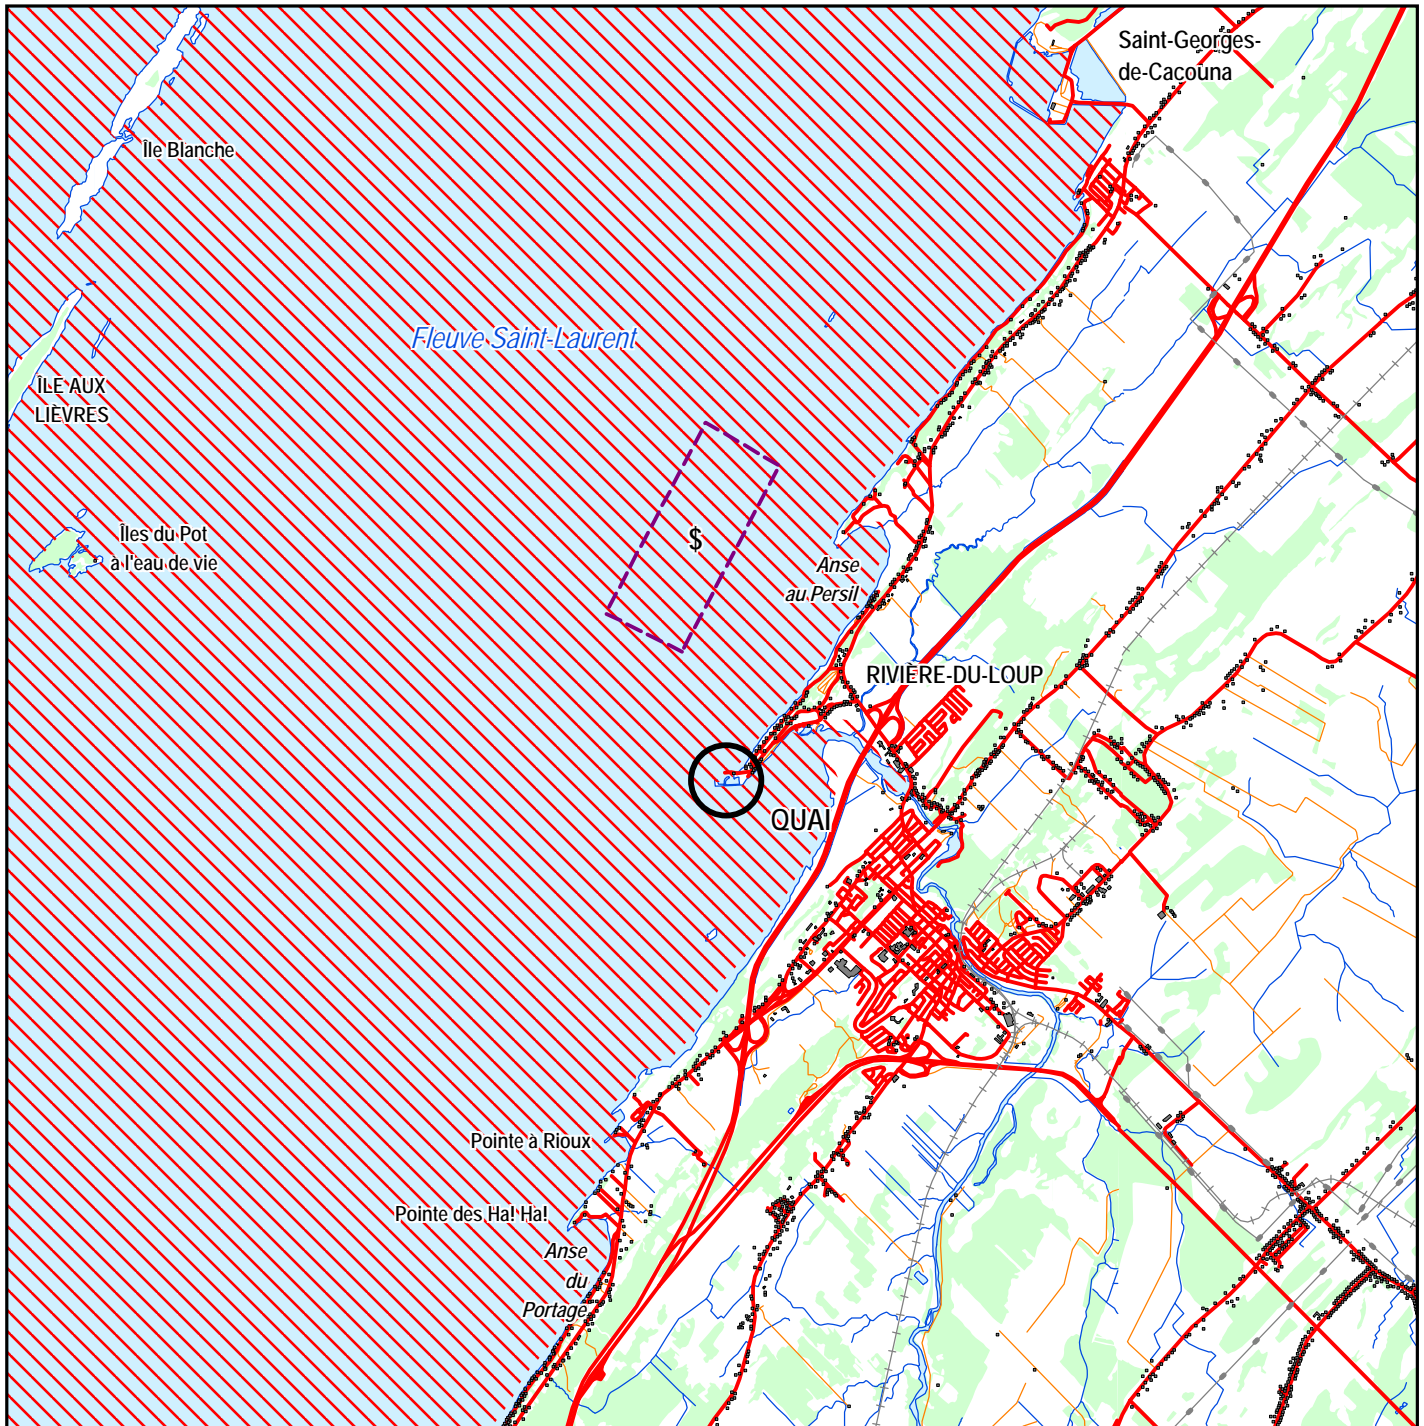 Saint-Georges-
de-Cacouna
Île Blanche
Fleuve Saint-Laurent
ÎLE AUX
LIÈVRES
$
Îles du Pot
à l'eau de vie
Anse
au Persil
RIVIÈRE-DU-LOUP
QUAI
Pointe à Rioux
Pointe des Ha! Ha!
Anse
du
Portage